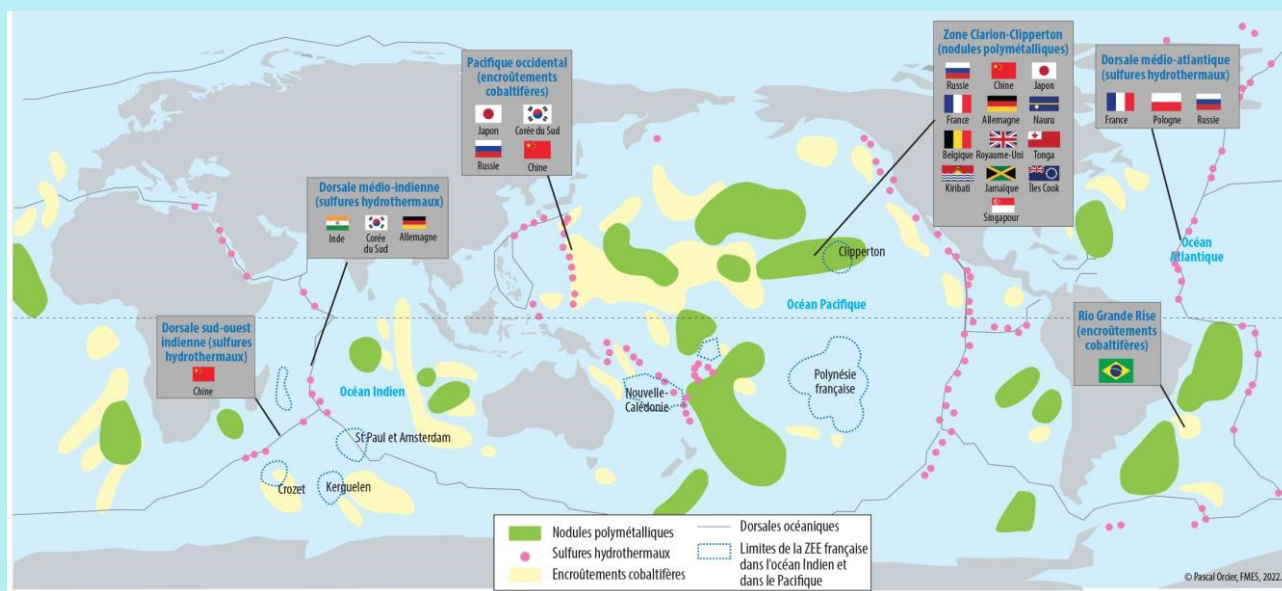 Pacifique occidental
(encroûtements
cobaltifères)
Japon
Corée du Sud
Russie
Chine
Zone Clarion-Clipperton
(nodules polymétalliques)
Russie
Chine
Japon
France
Allemagne
Nauru
Belgique
Royaume-Uni
Tonga
Kiribati
Jamaïque
Îles Cook
Singapour
Dorsale médio-atlantique
(sulfures hydrothermaux)
France
Pologne
Russie
Dorsale médio-indienne
(sulfures hydrothermaux)
Inde
Corée
du Sud
Allemagne
Clipperton
Océan
Atlantique
Océan Pacifique
Dorsale sud-ouest
indienne (sulfures
hydrothermaux)
Chine
Rio Grande Rise
(encroûtements
cobaltifères)
Océan Indien
Nouvelle-
Calédonie
Polynésie
française
St Paul et Amsterdam
Crozet
Kerguelen
Nodules polymétalliques
Sulfures hydrothermaux
Encroûtements cobaltifères
Dorsales océaniques
Limites de la ZEE française
dans l'océan Indien et
dans le Pacifique
© Pascal Orcier, FMES, 2022.